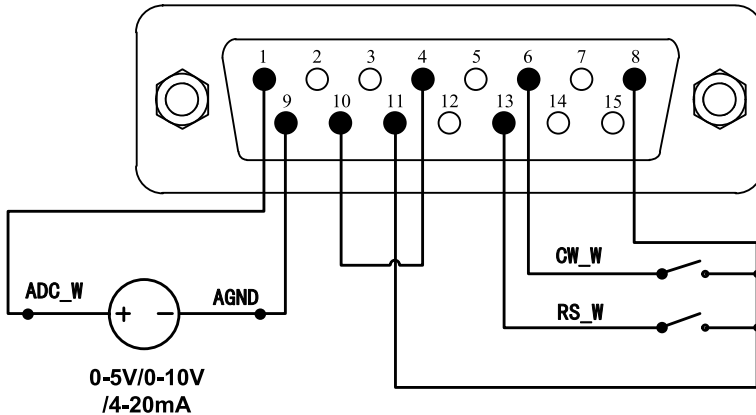 1 2 3 4 5 6 7 8
9 10 11 12 13 14 15
CW_W
ADC_W + − AGND
RS_W
0-5V/0-10V
/4-20mA